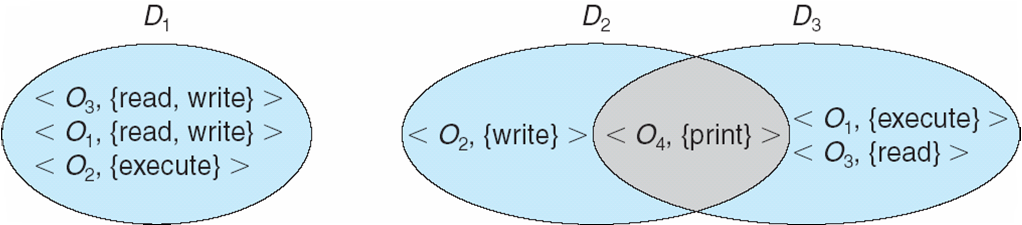 D₁
< O₃, {read, write} >
< O₁, {read, write} >
< O₂, {execute} >
D₂
D₃
< O₂, {write} >
< O₄, {print} >
< O₁, {execute} >
< O₃, {read} >